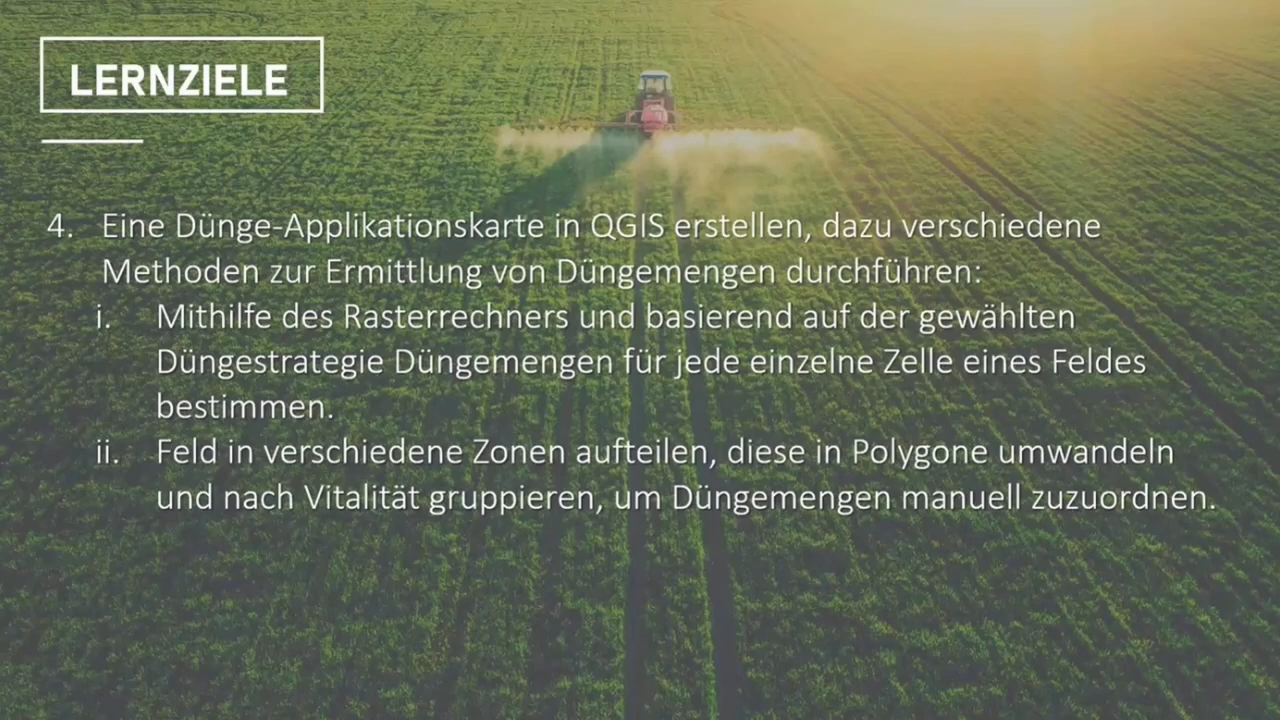 LERNZIELE
4. Eine Dünge-Applikationskarte in QGIS erstellen, dazu verschiedene
Methoden zur Ermittlung von Düngemengen durchführen:
i. Mithilfe des Rasterrechners und basierend auf der gewählten
Düngestrategie Düngemengen für jede einzelne Zelle eines Feldes
bestimmen.
ii. Feld in verschiedene Zonen aufteilen, diese in Polygone umwandeln
und nach Vitalität gruppieren, um Düngemengen manuell zuzuordnen.